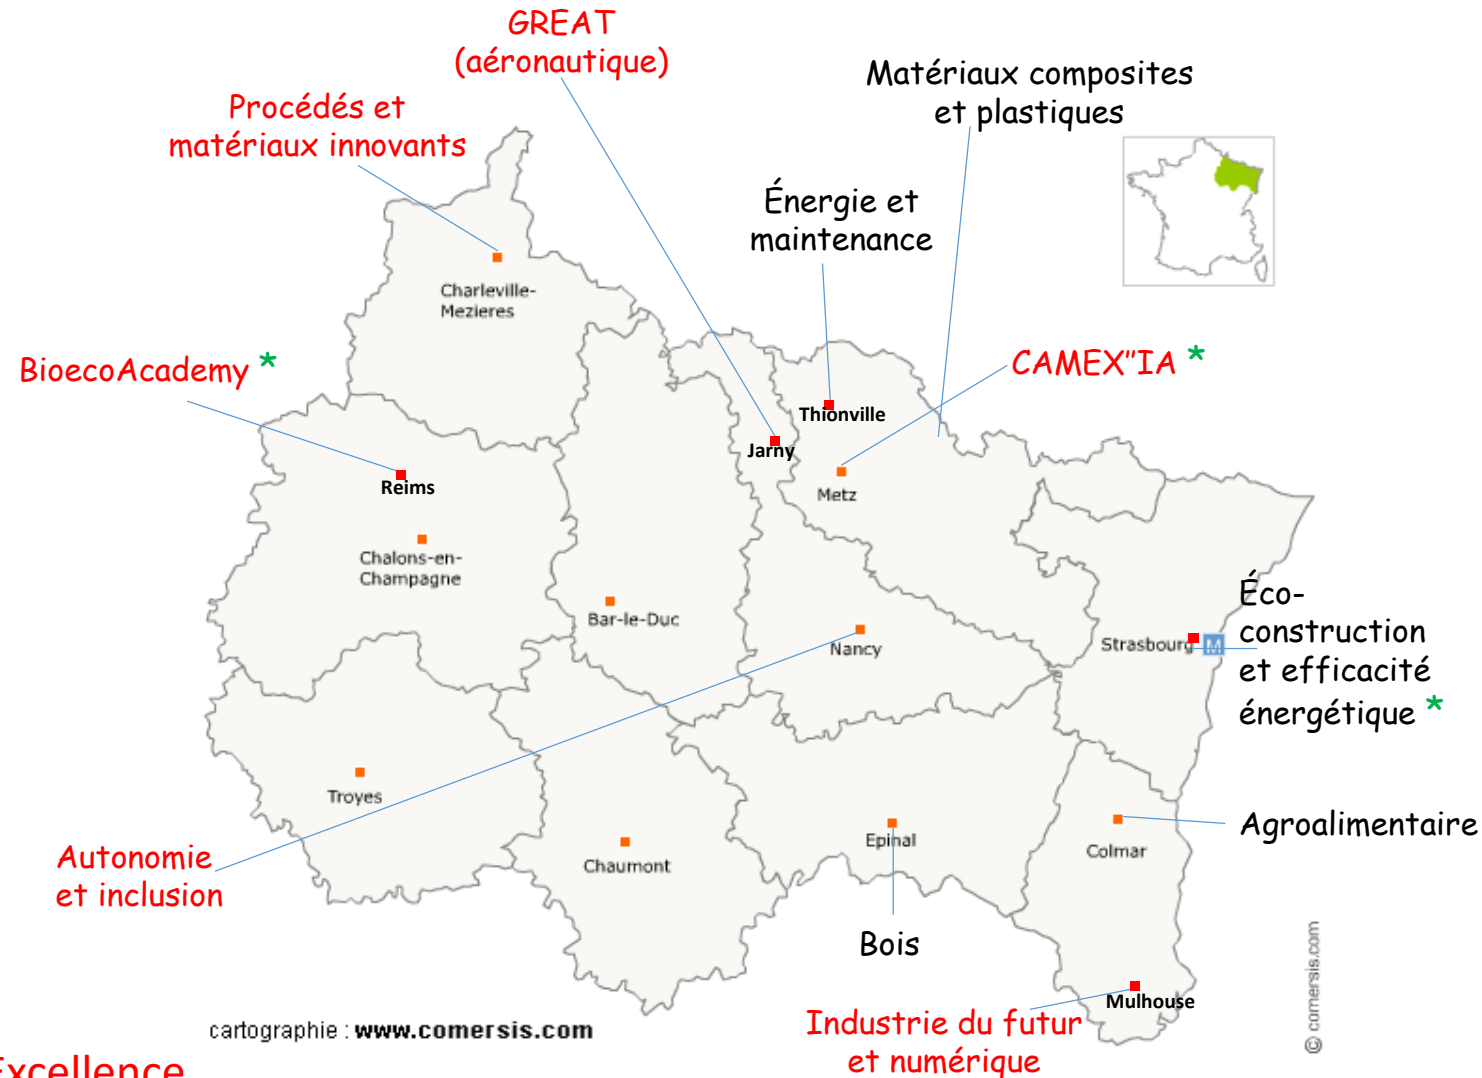 GREAT
(aéronautique)
Matériaux composites
et plastiques
Procédés et
matériaux innovants
Énergie et
maintenance
Charleville-
Mezieres
BioecoAcademy *
CAMEX"IA *
Thionville
Jarny
Metz
Reims
Chalons-en-
Champagne
Bar-le-Duc
Nancy
Strasbourg
M
Éco-
construction
et efficacité
énergétique *
Troyes
Autonomie
et inclusion
Chaumont
Epinal
Colmar
Agroalimentaire
Bois
Mulhouse
Industrie du futur
et numérique
cartographie : www.comersis.com
© comersis.com
Excellence